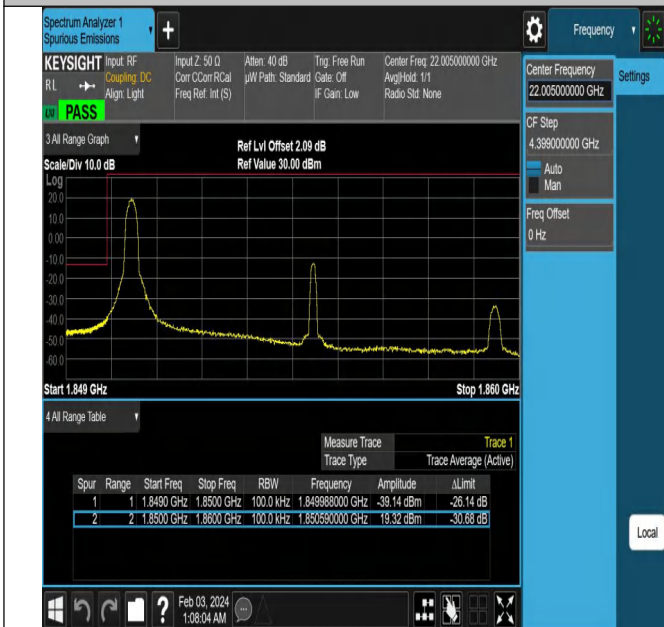 Spectrum Analyzer 1
Spurious Emissions
+
Frequency
KEYSIGHT
RL
LXI
PASS
Input: RF
Coupling: DC
Align: Light
Input Z: 50 Ω
Corr CCorr RCal
Freq Ref: Int (S)
Atten: 40 dB
µW Path: Standard
Trig: Free Run
Gate: Off
IF Gain: Low
Center Freq: 22.005000000 GHz
Avg|Hold: 1/1
Radio Std: None
3 All Range Graph
Scale/Div 10.0 dB
Ref Lvl Offset 2.09 dB
Ref Value 30.00 dBm
Log
20.0
10.0
0.00
-10.0
-20.0
-30.0
-40.0
-50.0
-60.0
Start 1.849 GHz
Stop 1.860 GHz
4 All Range Table
Measure Trace Trace 1
Trace Type Trace Average (Active)
Spur Range Start Freq Stop Freq RBW Frequency Amplitude ΔLimit
1 1 1.8490 GHz 1.8500 GHz 100.0 kHz 1.849988000 GHz -39.14 dBm -26.14 dB
2 2 1.8500 GHz 1.8600 GHz 100.0 kHz 1.850590000 GHz 19.32 dBm -30.68 dB
Center Frequency
22.005000000 GHz
CF Step
4.399000000 GHz
Auto
Man
Freq Offset
0 Hz
Settings
Local
?
Feb 03, 2024
1:08:04 AM